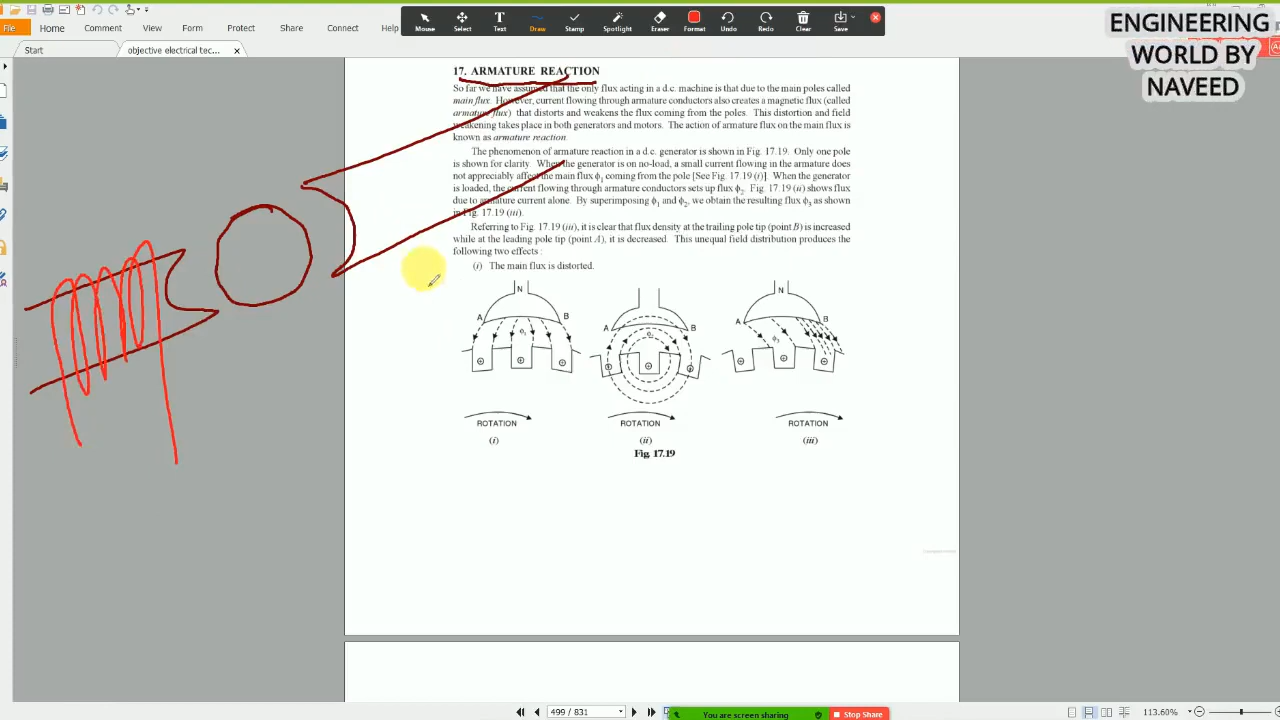 File
Home
Comment
View
Form
Protect
Share
Connect
Help
Mouse
Select
Text
Draw
Stamp
Spotlight
Eraser
Format
Undo
Redo
Clear
Save
ENGINEERING
WORLD BY
NAVEED
Start
objective electrical tec...
17. ARMATURE REACTION
So far we have assumed that the only flux acting in a d.c. machine is that due to the main poles called
main flux. However, current flowing through armature conductors also creates a magnetic flux (called
armature flux) that distorts and weakens the flux coming from the poles. This distortion and field
weakening takes place in both generators and motors. The action of armature flux on the main flux is
known as armature reaction.
The phenomenon of armature reaction in a d.c. generator is shown in Fig. 17.19. Only one pole
is shown for clarity. When the generator is on no-load, a small current flowing in the armature does
not appreciably affect the main flux ϕ1 coming from the pole [See Fig. 17.19 (i)]. When the generator
is loaded, the current flowing through armature conductors sets up flux ϕ2. Fig. 17.19 (ii) shows flux
due to armature current alone. By superimposing ϕ1 and ϕ2, we obtain the resulting flux ϕ3 as shown
in Fig. 17.19 (iii).
Referring to Fig. 17.19 (iii), it is clear that flux density at the trailing pole tip (point B) is increased
while at the leading pole tip (point A), it is decreased. This unequal field distribution produces the
following two effects :
(i) The main flux is distorted.
N
A
B
ϕ1
A
B
ϕ2
N
A
B
ϕ3
ROTATION
ROTATION
ROTATION
(i)
(ii)
(iii)
Fig. 17.19
499 / 831
You are screen sharing
Stop Share
113.60%